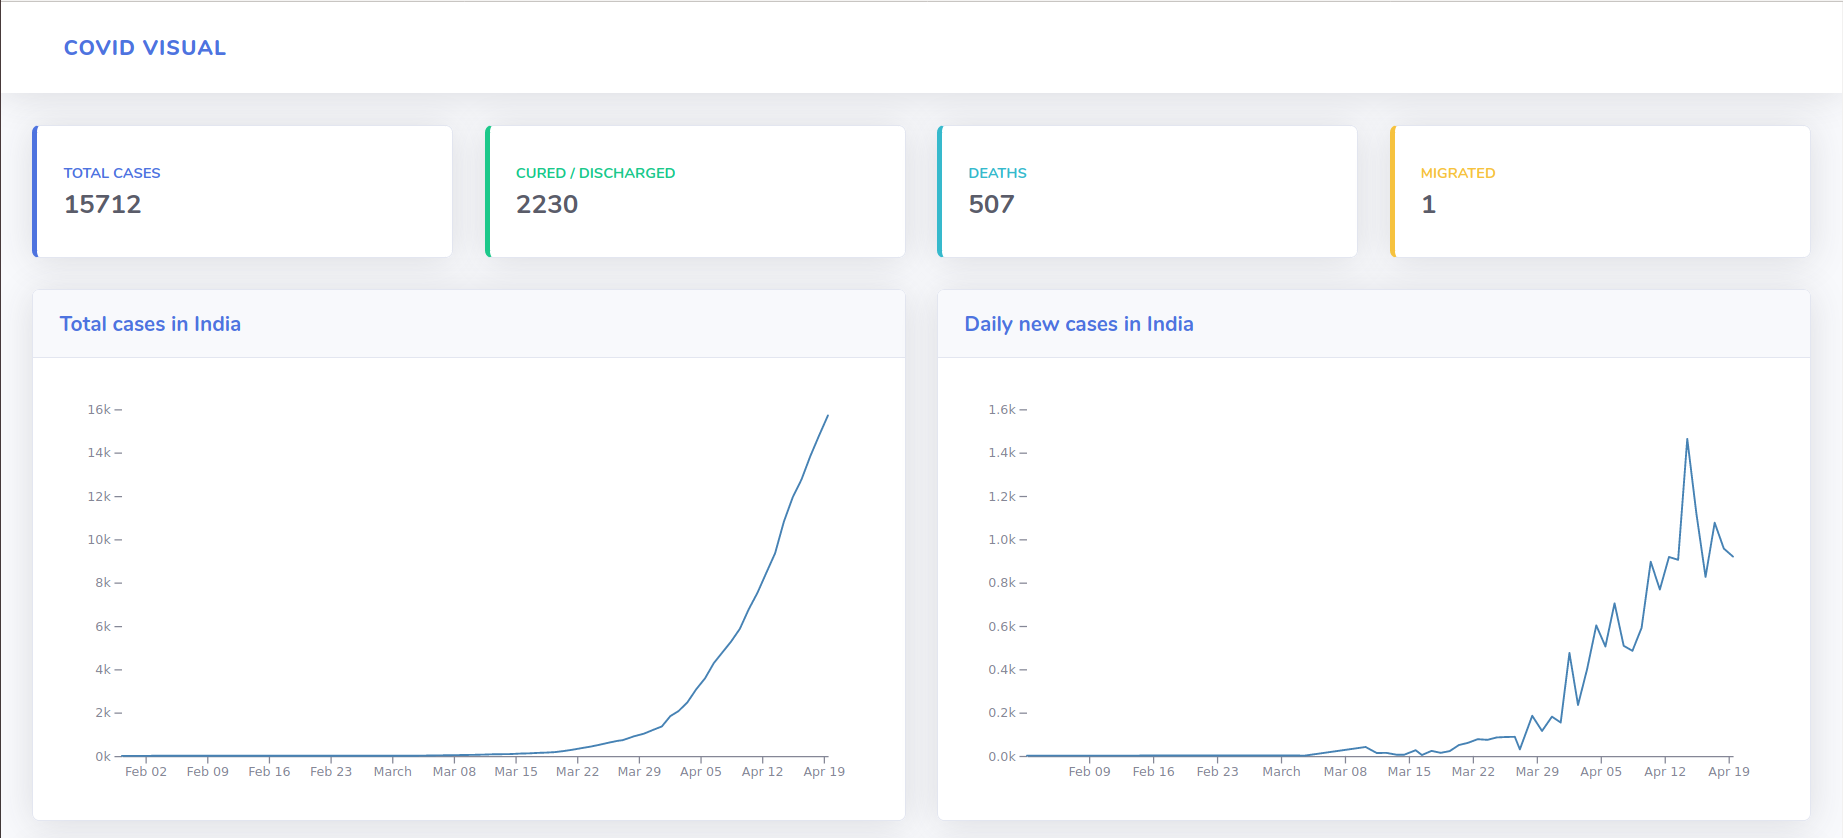 COVID VISUAL
TOTAL CASES
15712
CURED / DISCHARGED
2230
DEATHS
507
MIGRATED
1
Total cases in India
16k
14k
12k
10k
8k
6k
4k
2k
0k
Feb 02 Feb 09 Feb 16 Feb 23 March Mar 08 Mar 15 Mar 22 Mar 29 Apr 05 Apr 12 Apr 19
Daily new cases in India
1.6k
1.4k
1.2k
1.0k
0.8k
0.6k
0.4k
0.2k
0.0k
Feb 09 Feb 16 Feb 23 March Mar 08 Mar 15 Mar 22 Mar 29 Apr 05 Apr 12 Apr 19